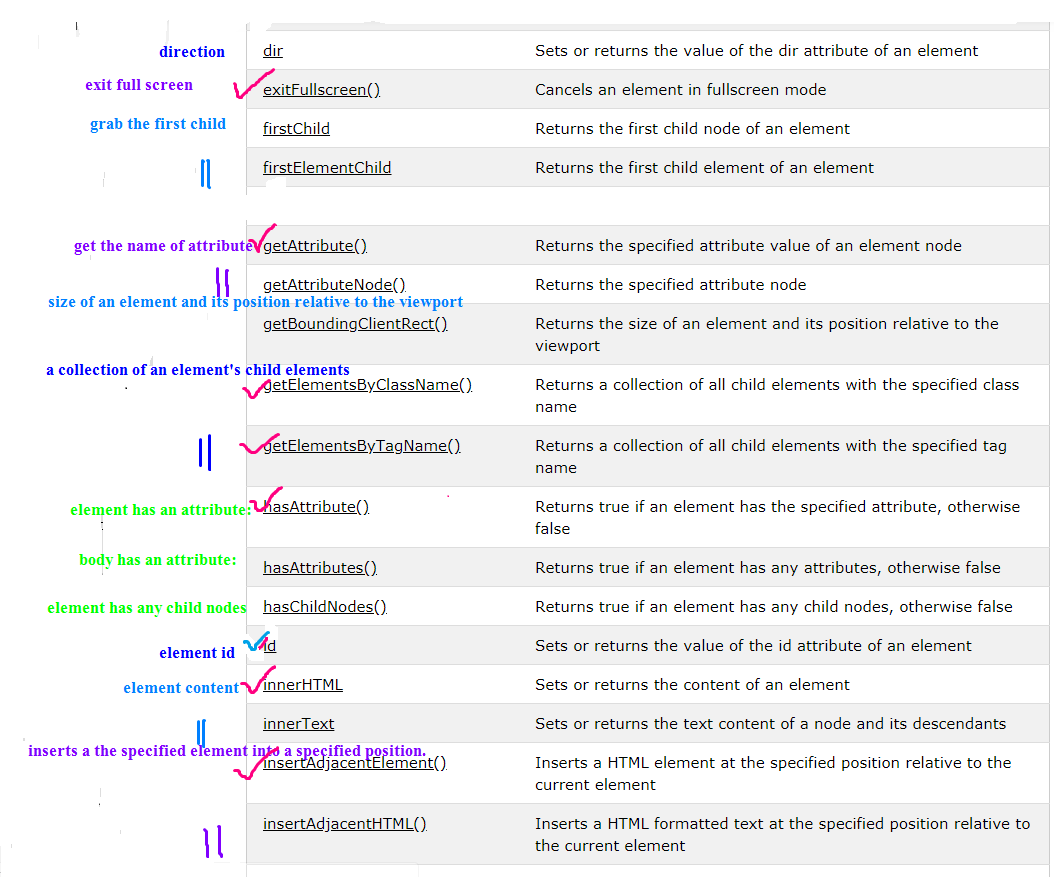 direction dir Sets or returns the value of the dir attribute of an element
exit full screen exitFullscreen() Cancels an element in fullscreen mode
grab the first child firstChild Returns the first child node of an element
firstElementChild Returns the first child element of an element
get the name of attribute getAttribute() Returns the specified attribute value of an element node
getAttributeNode() Returns the specified attribute node
size of an element and its position relative to the viewport
getBoundingClientRect() Returns the size of an element and its position relative to the
viewport
a collection of an element's child elements
getElementsByClassName() Returns a collection of all child elements with the specified class
name
getElementsByTagName() Returns a collection of all child elements with the specified tag
name
element has an attribute: hasAttribute() Returns true if an element has the specified attribute, otherwise
false
body has an attribute: hasAttributes() Returns true if an element has any attributes, otherwise false
element has any child nodes hasChildNodes() Returns true if an element has any child nodes, otherwise false
element id id Sets or returns the value of the id attribute of an element
element content innerHTML Sets or returns the content of an element
innerText Sets or returns the text content of a node and its descendants
inserts a the specified element into a specified position.
insertAdjacentElement() Inserts a HTML element at the specified position relative to the
current element
insertAdjacentHTML() Inserts a HTML formatted text at the specified position relative to
the current element